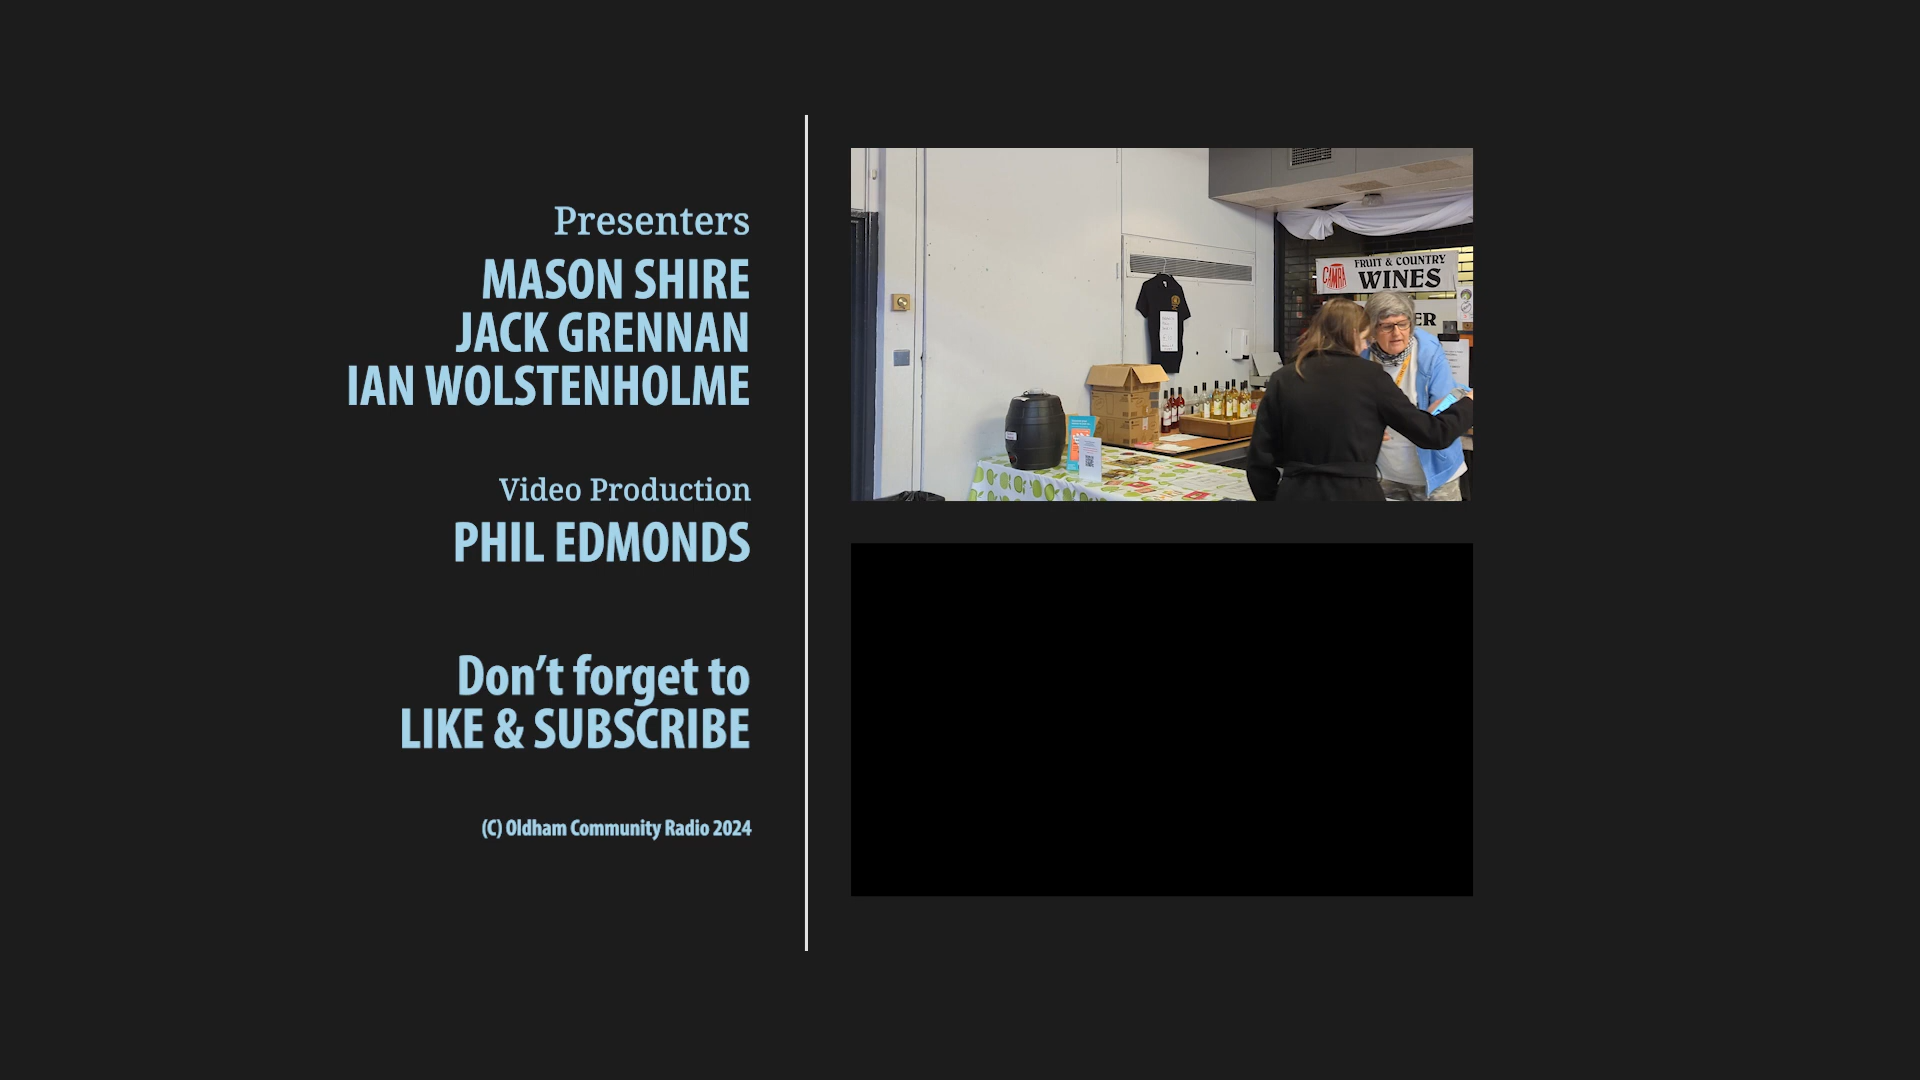 Presenters
MASON SHIRE
JACK GRENNAN
IAN WOLSTENHOLME
Video Production
PHIL EDMONDS
Don’t forget to
LIKE & SUBSCRIBE
(C) Oldham Community Radio 2024
CAMRA
FRUIT & COUNTRY
WINES
ER